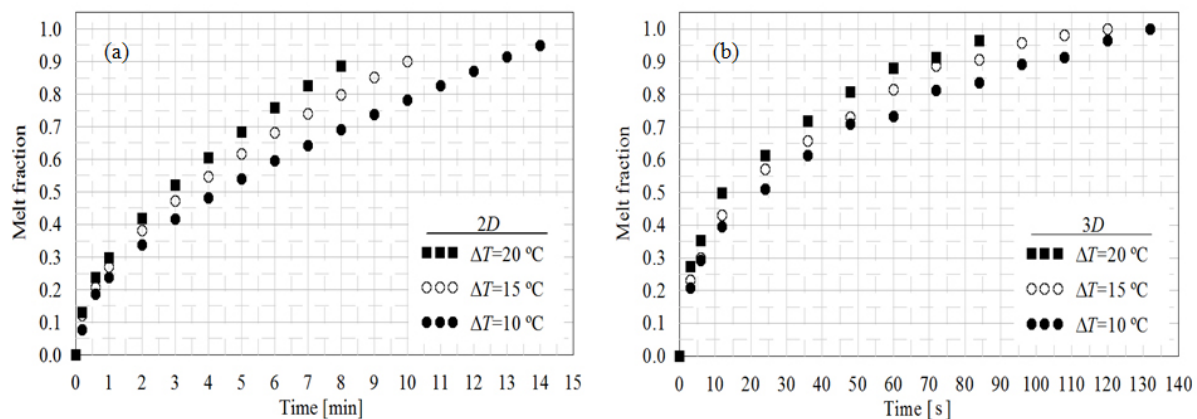 (a)
Melt fraction
1.0
0.9
0.8
0.7
0.6
0.5
0.4
0.3
0.2
0.1
0.0
2D
ΔT=20 ºC
ΔT=15 ºC
ΔT=10 ºC
0 1 2 3 4 5 6 7 8 9 10 11 12 13 14 15
Time [min]
(b)
Melt fraction
1.0
0.9
0.8
0.7
0.6
0.5
0.4
0.3
0.2
0.1
0.0
3D
ΔT=20 ºC
ΔT=15 ºC
ΔT=10 ºC
0 10 20 30 40 50 60 70 80 90 100 110 120 130 140
Time [s]